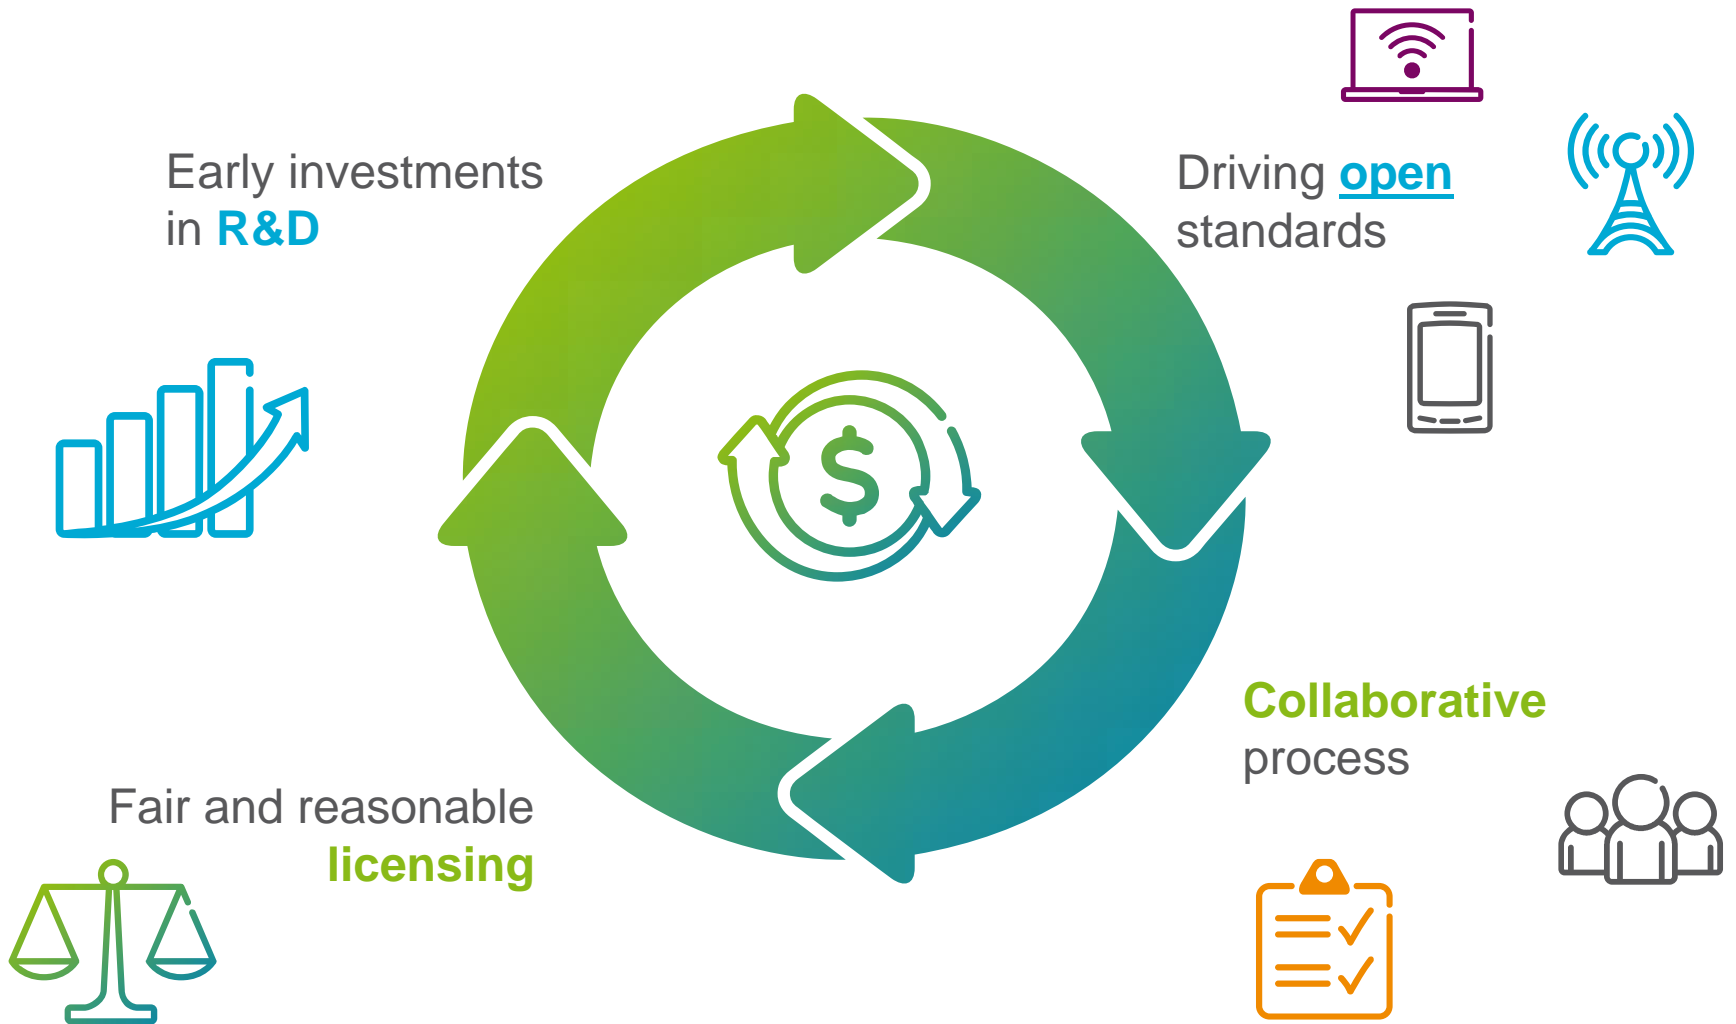 Early investments
in R&D
Driving open
standards
Collaborative
process
Fair and reasonable
licensing
$